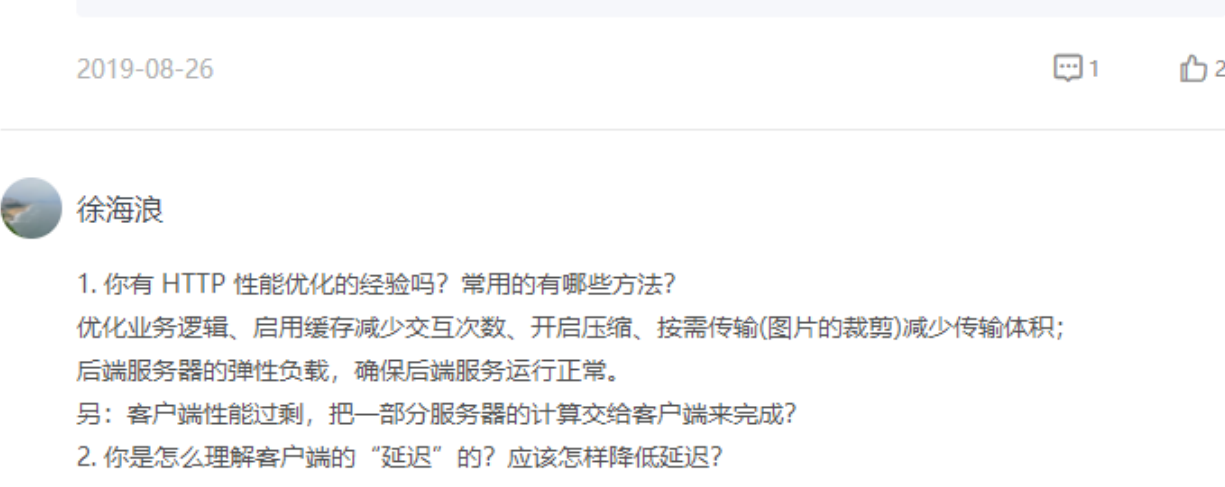 2019-08-26
1
2
徐海浪
1. 你有 HTTP 性能优化的经验吗？常用的有哪些方法？
优化业务逻辑、启用缓存减少交互次数、开启压缩、按需传输(图片的裁剪)减少传输体积；
后端服务器的弹性负载，确保后端服务运行正常。
另：客户端性能过剩，把一部分服务器的计算交给客户端来完成？
2. 你是怎么理解客户端的“延迟”的？应该怎样降低延迟？